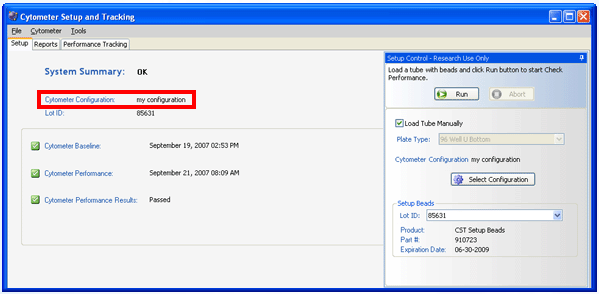 Cytometer Setup and Tracking
File Cytometer Tools
Setup Reports Performance Tracking
System Summary: OK
Cytometer Configuration: my configuration
Lot ID: 85631
Cytometer Baseline: September 19, 2007 02:53 PM
Cytometer Performance: September 21, 2007 08:09 AM
Cytometer Performance Results: Passed
Setup Control - Research Use Only
Load a tube with beads and click Run button to start Check
Performance.
Run Abort
Load Tube Manually
Plate Type: 96 Well U Bottom
Cytometer Configuration my configuration
Select Configuration
Setup Beads
Lot ID: 85631
Product: CST Setup Beads
Part #: 910723
Expiration Date: 06-30-2009